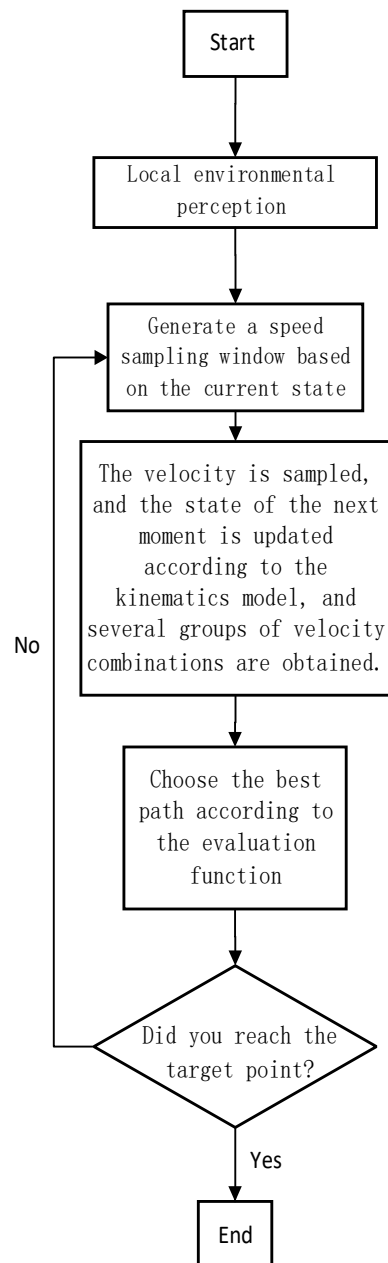 Start
Local environmental
perception
Generate a speed
sampling window based
on the current state
The velocity is sampled,
and the state of the next
moment is updated
according to the
kinematics model, and
several groups of velocity
combinations are obtained.
No
Choose the best
path according to
the evaluation
function
Did you reach the
target point?
Yes
End